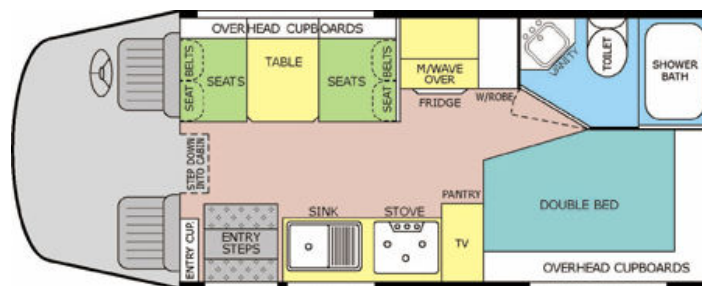 OVERHEAD CUPBOARDS
SEAT BELTS
SEATS
TABLE
SEATS
SEAT BELTS
M/WAVE
OVER
FRIDGE
W/ROBE
VANITY
TOILET
SHOWER
BATH
STEP DOWN
INTO CABIN
ENTRY CUP.
ENTRY
STEPS
SINK
STOVE
PANTRY
TV
DOUBLE BED
OVERHEAD CUPBOARDS